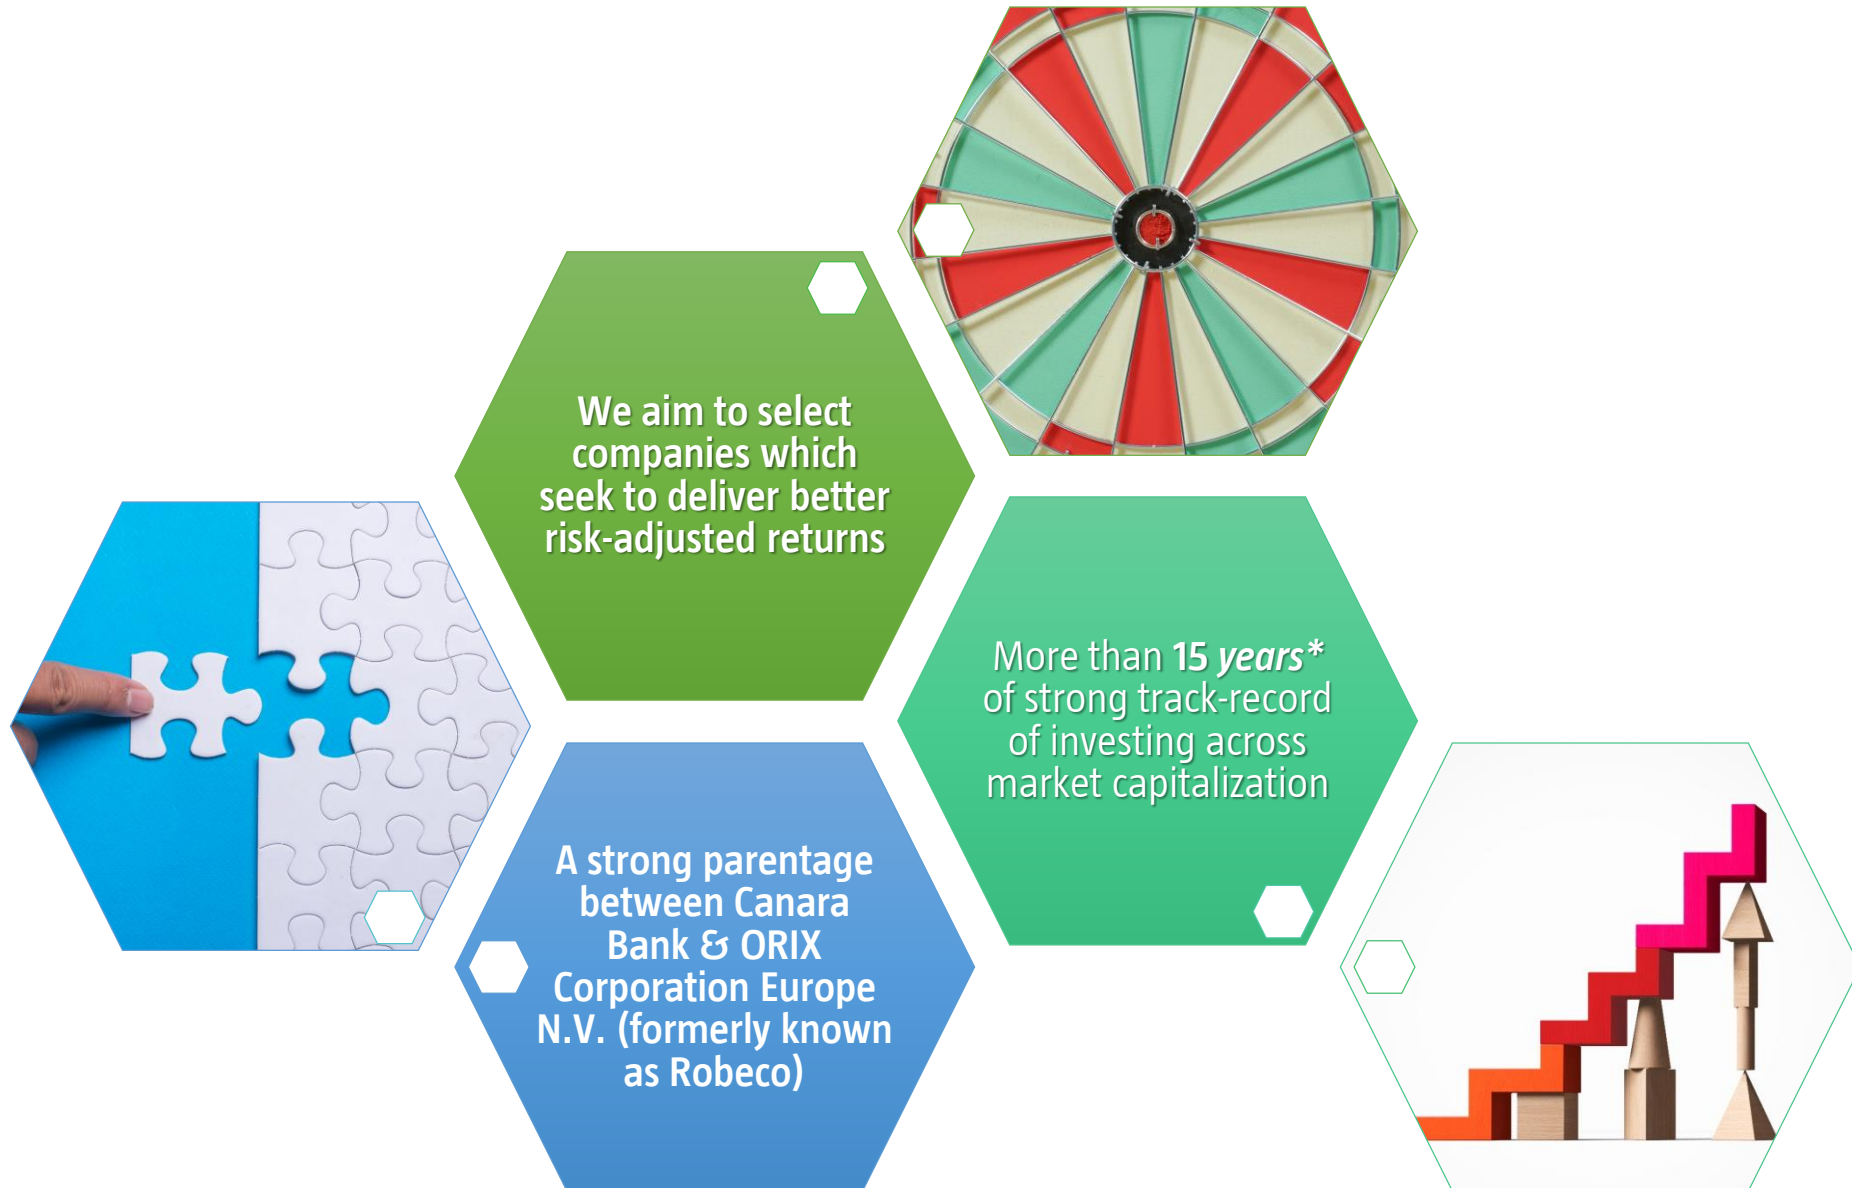 We aim to select
companies which
seek to deliver better
risk-adjusted returns
More than 15 years*
of strong track-record
of investing across
market capitalization
A strong parentage
between Canara
Bank & ORIX
Corporation Europe
N.V. (formerly known
as Robeco)